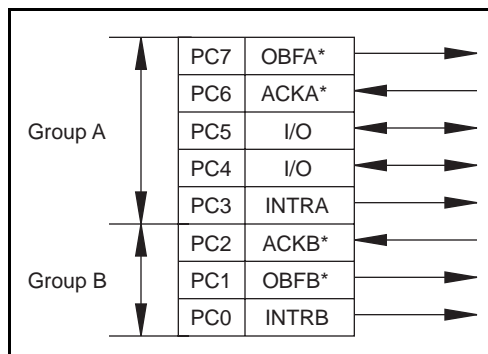 PC7 OBFA*
PC6 ACKA*
Group A
PC5 I/O
PC4 I/O
PC3 INTRA
PC2 ACKB*
Group B
PC1 OBFB*
PC0 INTRB